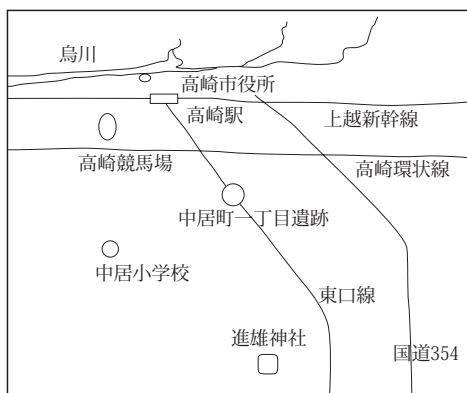 烏川
高崎市役所
高崎駅
上越新幹線
高崎競馬場
高崎環状線
中居町一丁目遺跡
中居小学校
東口線
進雄神社
国道354